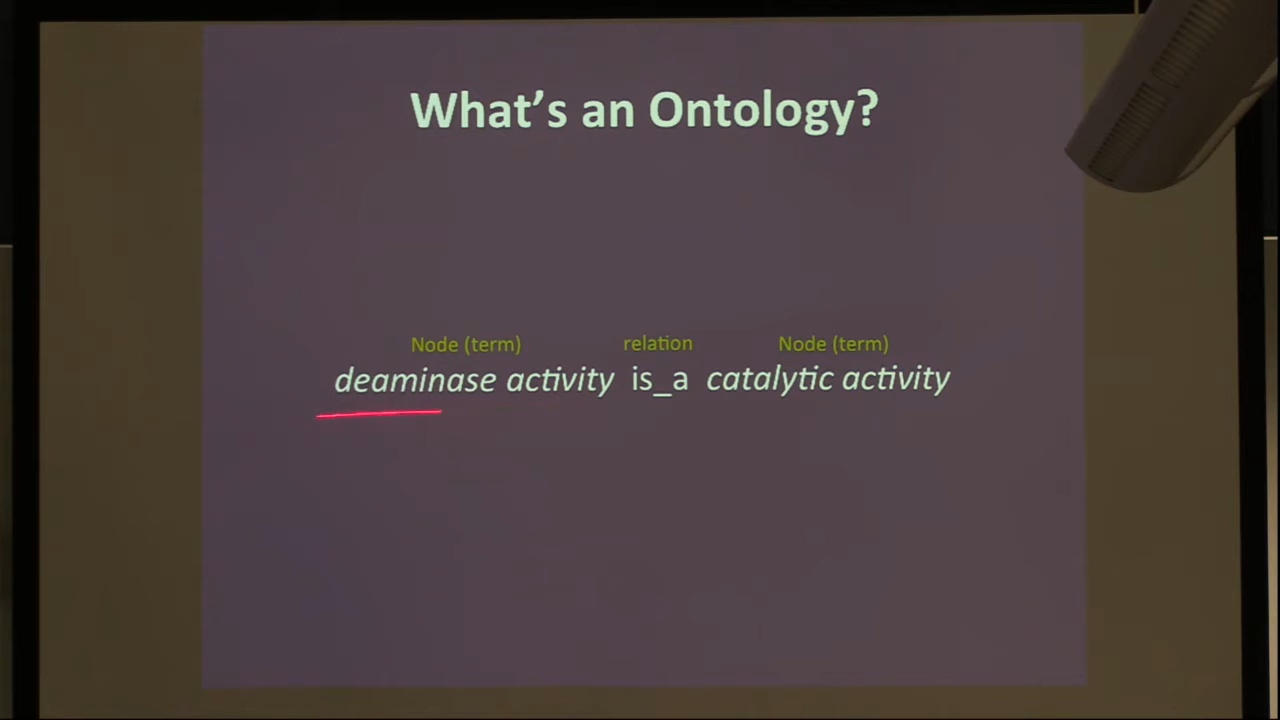 What's an Ontology?
Node (term) relation Node (term)
deaminase activity is_a catalytic activity